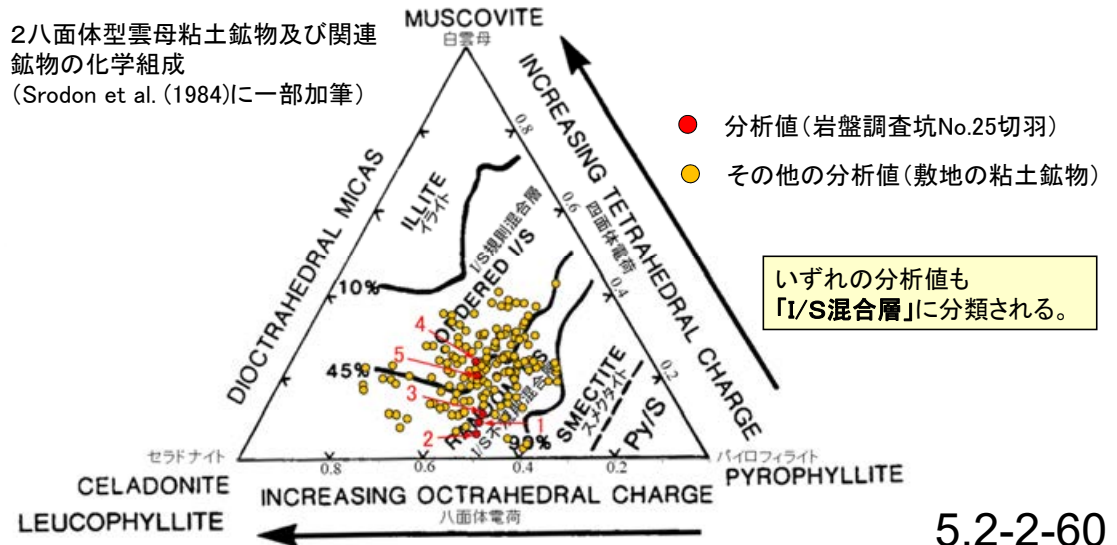 2八面体型雲母粘土鉱物及び関連
鉱物の化学組成
(Srodon et al. (1984)に一部加筆)
MUSCOVITE
白雲母
分析値(岩盤調査坑No.25切羽)
その他の分析値(敷地の粘土鉱物)
いずれの分析値も
「I/S混合層」に分類される。
DIOCTRAHEDRAL MICAS
INCREASING TETRAHEDRAL CHARGE
四面体電荷
0.8
0.6
0.4
0.2
ILLITE
イライト
I/S規則混合層
ORDERED I/S
10%
45%
90%
4
5
3
2
1
I/S不規則混合層
SMECTITE
スメクタイト
Py/S
セラドナイト
CELADONITE
LEUCOPHYLLITE
0.8
0.6
0.4
0.2
パイロフィライト
PYROPHYLLITE
INCREASING OCTRAHEDRAL CHARGE
八面体電荷
5.2-2-60